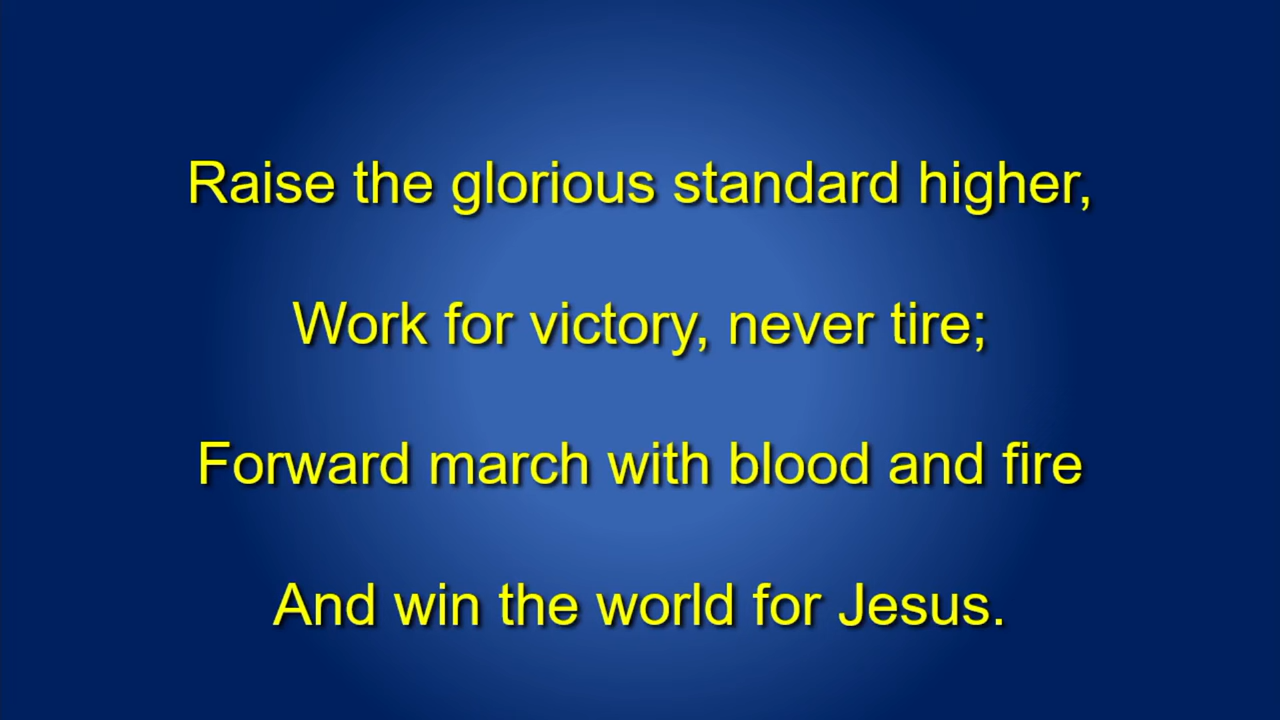 Raise the glorious standard higher,
Work for victory, never tire;
Forward march with blood and fire
And win the world for Jesus.